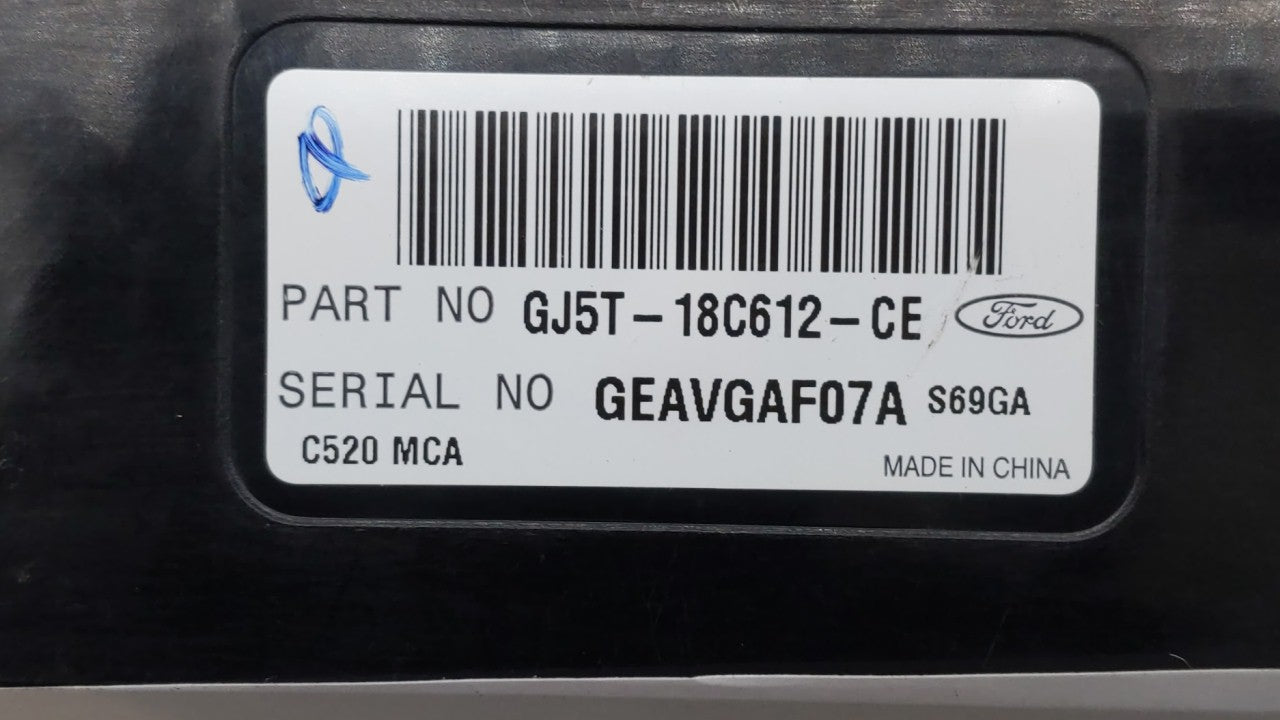 PART NO GJ5T-18C612-CE Ford
SERIAL NO GEAVGAF07A S69GA
C520 MCA MADE IN CHINA